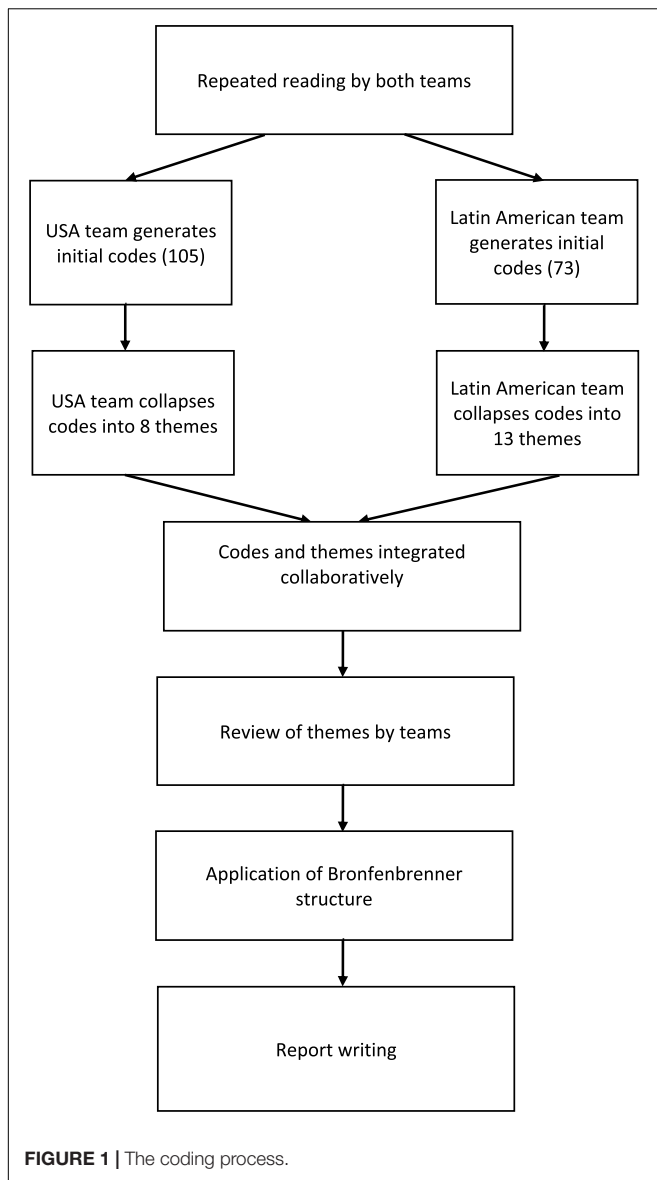 Repeated reading by both teams
USA team generates
initial codes (105)
Latin American team
generates initial
codes (73)
USA team collapses
codes into 8 themes
Latin American team
collapses codes into
13 themes
Codes and themes integrated
collaboratively
Review of themes by teams
Application of Bronfenbrenner
structure
Report writing
FIGURE 1 | The coding process.